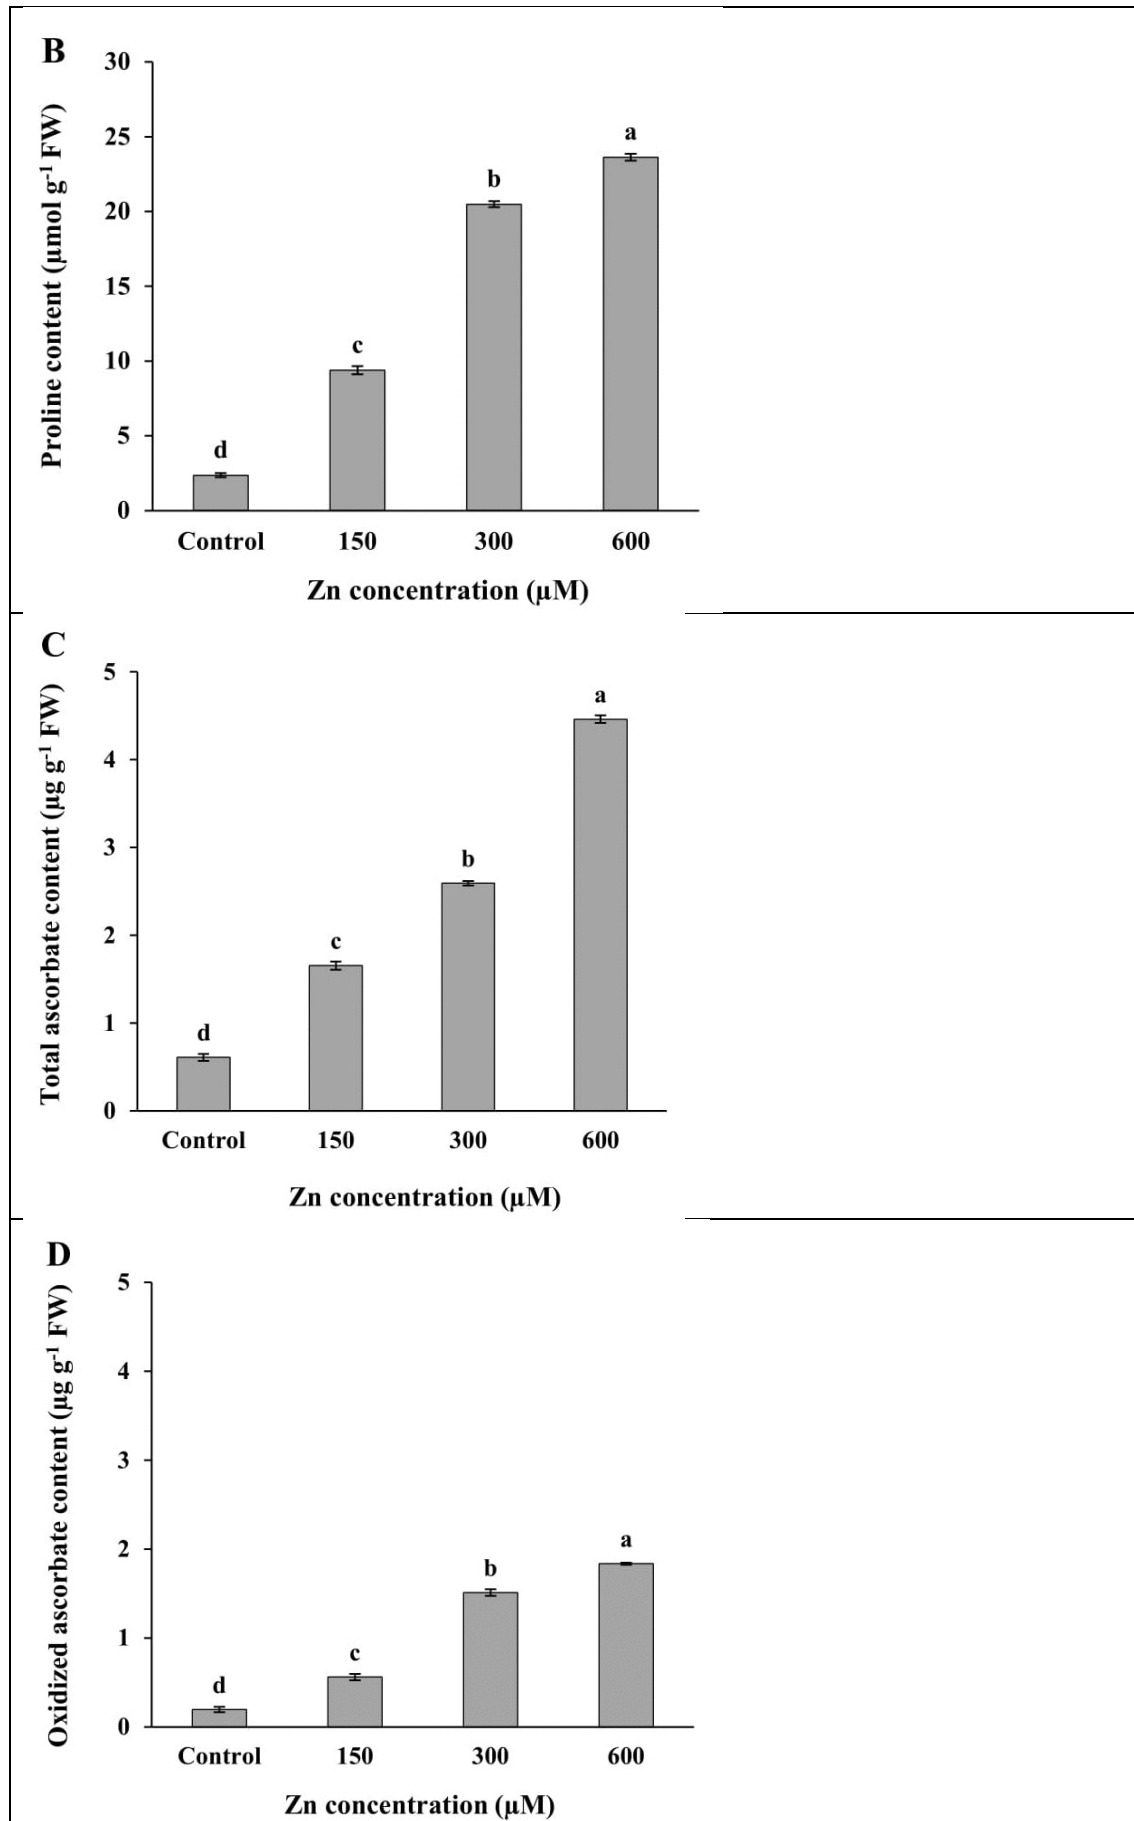 B
Proline content (µmol g⁻¹ FW)
30
25
20
15
10
5
0
d
c
b
a
Control 150 300 600
Zn concentration (µM)
C
Total ascorbate content (µg g⁻¹ FW)
5
4
3
2
1
0
d
c
b
a
Control 150 300 600
Zn concentration (µM)
D
Oxidized ascorbate content (µg g⁻¹ FW)
5
4
3
2
1
0
d
c
b
a
Control 150 300 600
Zn concentration (µM)